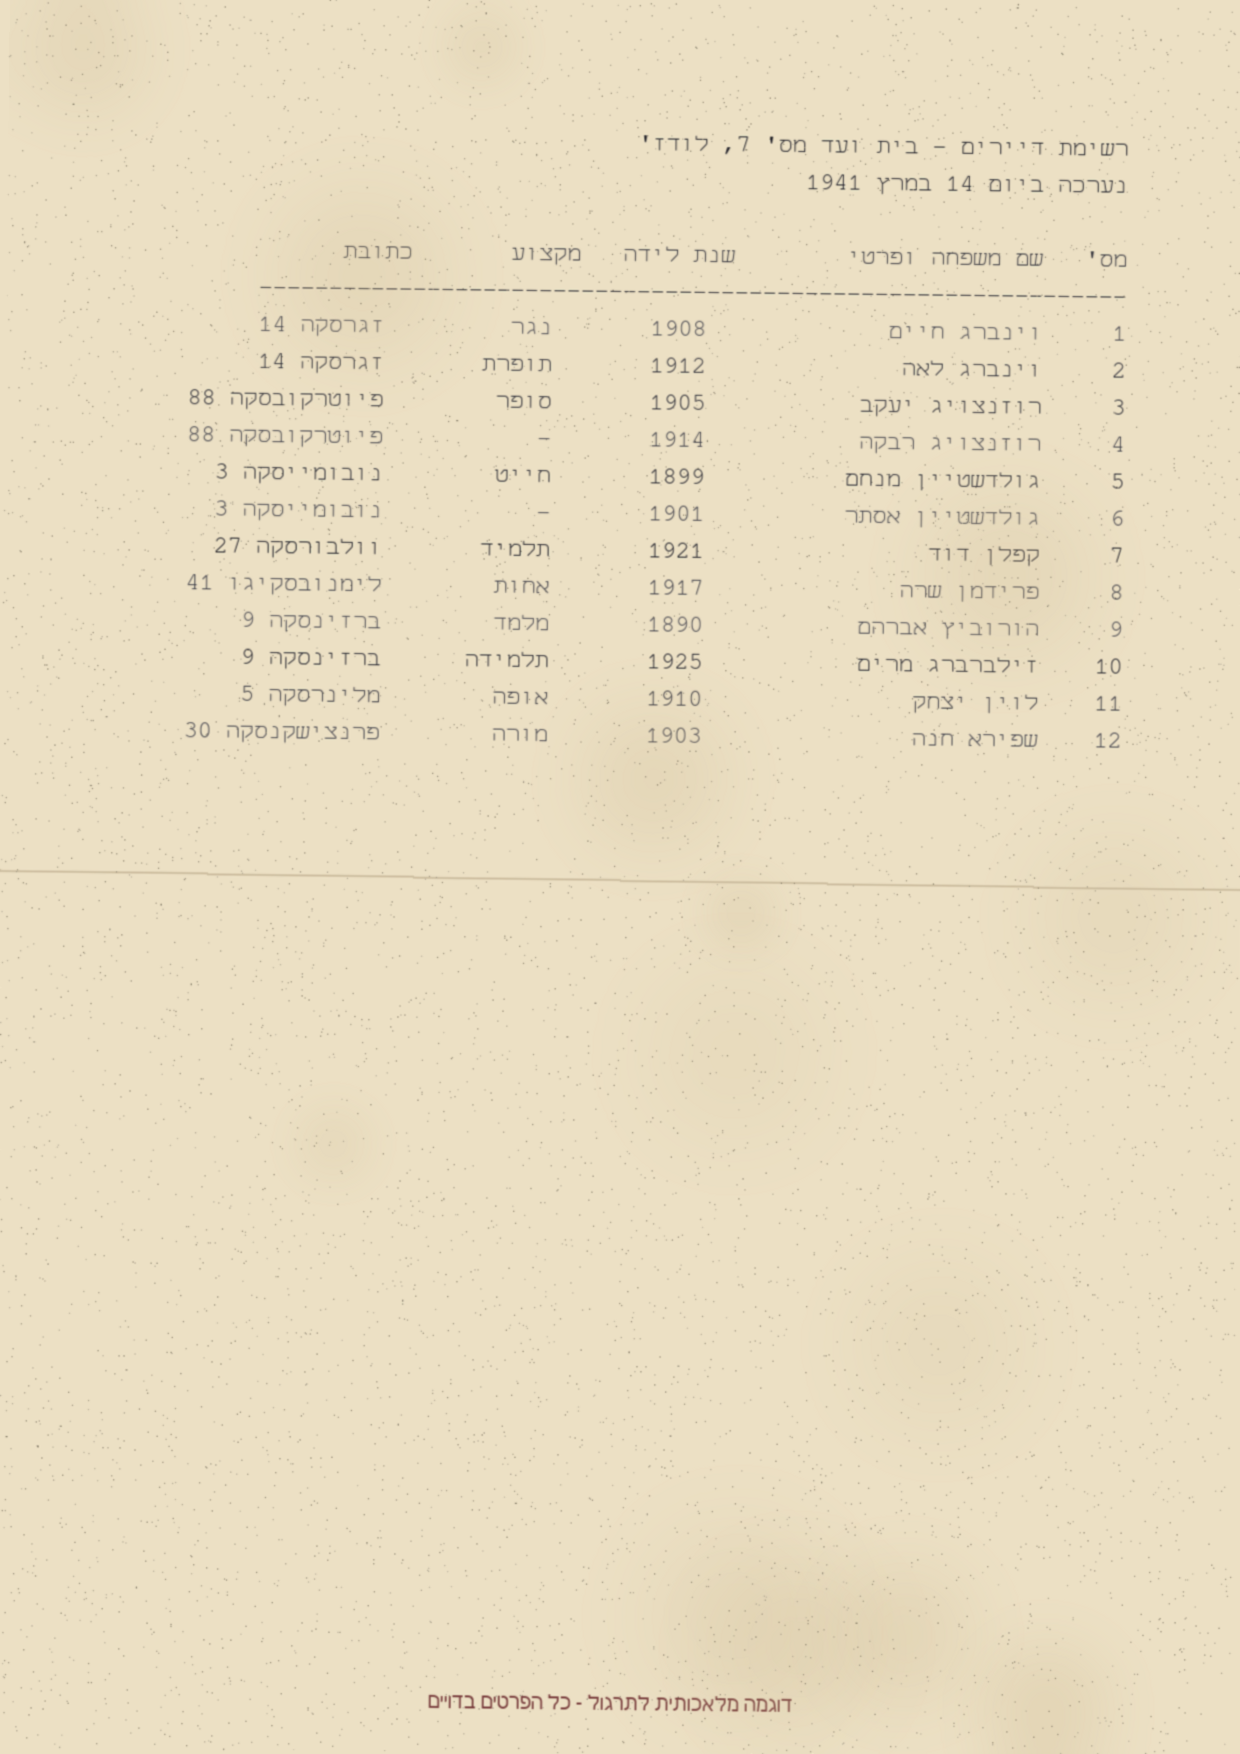 רשימת דיירים – בית ועד מס' 7, לודז'
נערכה ביום 14 במרץ 1941
מס' שם משפחה ופרטי שנת לידה מקצוע כתובת
--------------------------------------------------------------
1 וינברג חיים 1908 נגר זגרסקה 14
2 וינברג לאה 1912 תופרת זגרסקה 14
3 רוזנצוויג יעקב 1905 סופר פיוטרקובסקה 88
4 רוזנצוויג רבקה 1914 – פיוטרקובסקה 88
5 גולדשטיין מנחם 1899 חייט נובומייסקה 3
6 גולדשטיין אסתר 1901 – נובומייסקה 3
7 קפלן דוד 1921 תלמיד וולבורסקה 27
8 פרידמן שרה 1917 אחות לימנובסקיגו 41
9 הורוביץ אברהם 1890 מלמד ברזינסקה 9
10 זילברברג מרים 1925 תלמידה ברזינסקה 9
11 לוין יצחק 1910 אופה מלינרסקה 5
12 שפירא חנה 1903 מורה פרנצישקנסקה 30
דוגמה מלאכותית לתרגול - כל הפרטים בדויים